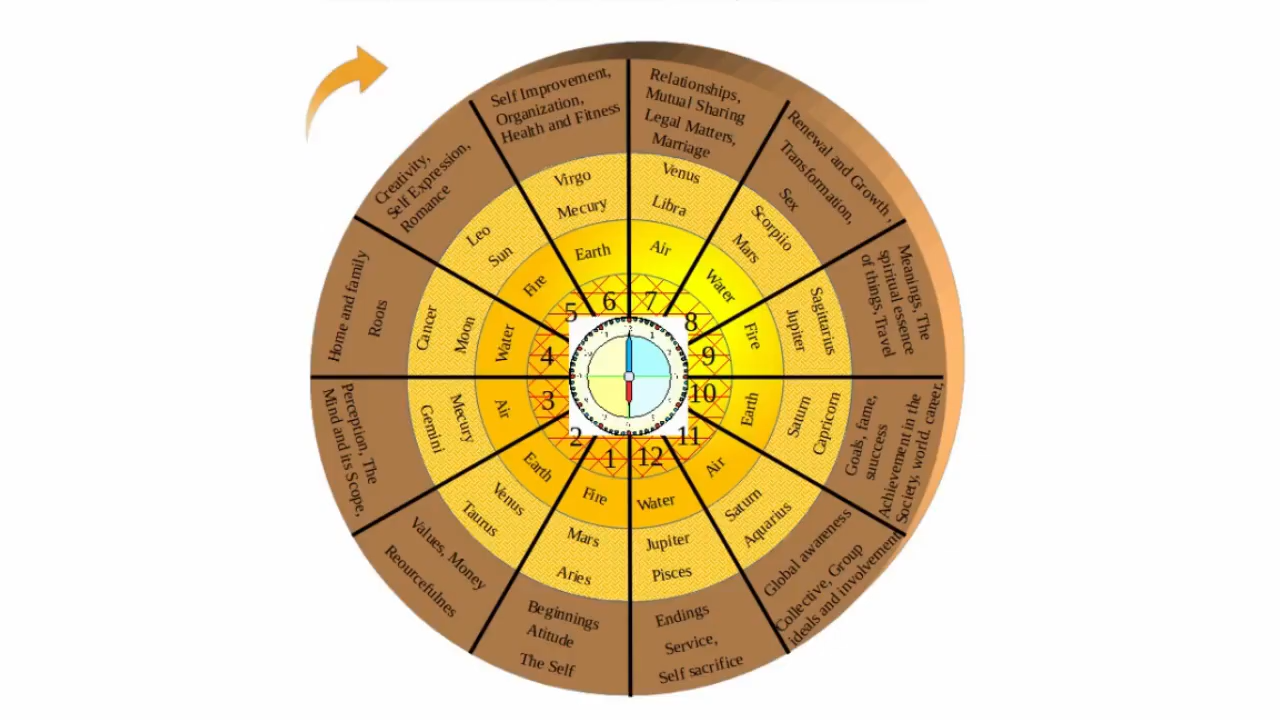 Self Improvement,
Organization,
Health and Fitness
Relationships,
Mutual Sharing
Legal Matters,
Marriage
Renewal and Growth ,
Transformation,
Sex
Meanings, The
spiritual essence
of things, Travel
Goals, fame,
suuccess
Achievement in the
Society, world. career,
Global awareness
Collective, Group
ideals and involvement
Endings
Service,
Self sacrifice
Beginnings
Atitude
The Self
Values, Money
Reourcefulnes
Perception, The
Mind and its Scope,
Home and family
Roots
Creativity,
Self Expression,
Romance
Virgo
Mecury
Venus
Libra
Scorpiio
Mars
Sagittarius
Jupiter
Saturn
Capricorn
Saturn
Aquarius
Jupiter
Pisces
Mars
Aries
Venus
Taurus
Mecury
Gemini
Cancer
Moon
Leo
Sun
Earth
Air
Water
Fire
Earth
Air
Water
Fire
Earth
Air
Water
Fire
6
7
8
9
10
11
12
1
2
3
4
5